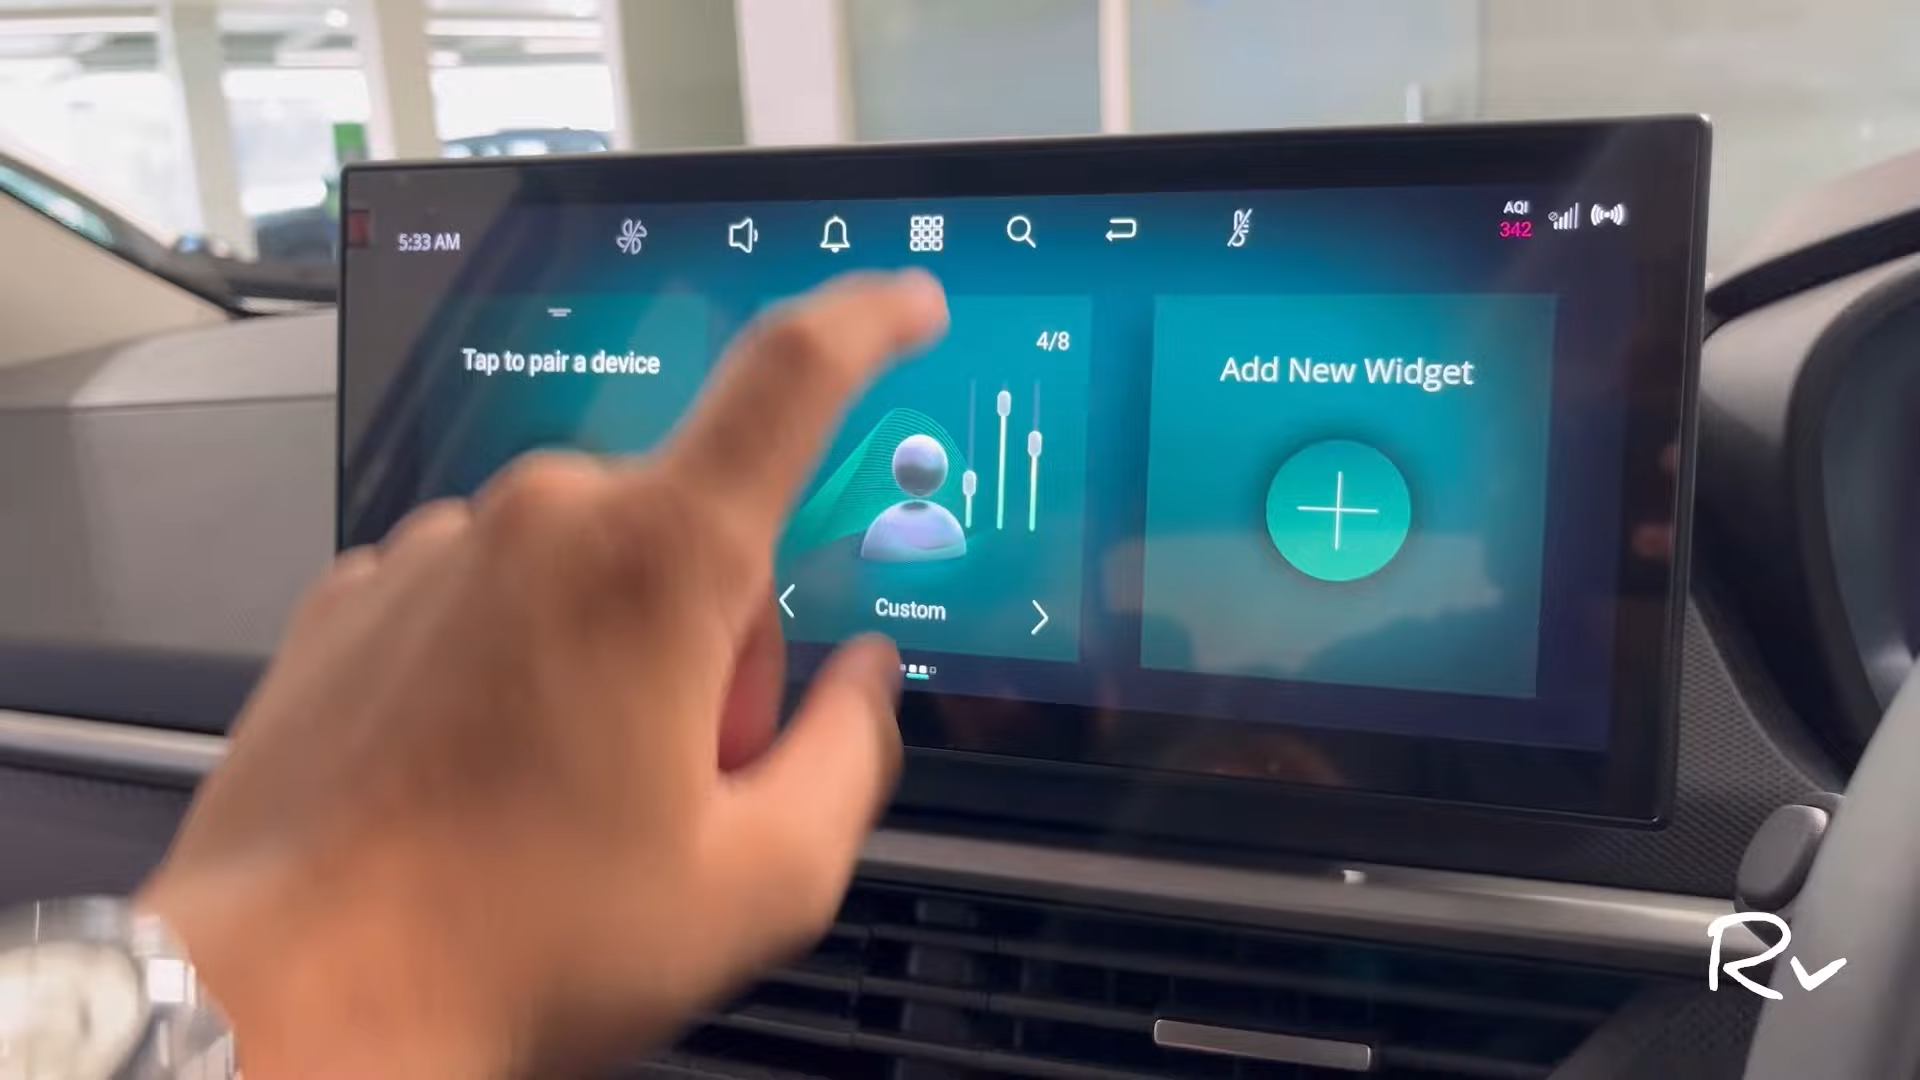 5:33 AM
AQI
342
Tap to pair a device
4/8
Add New Widget
Custom
Rv